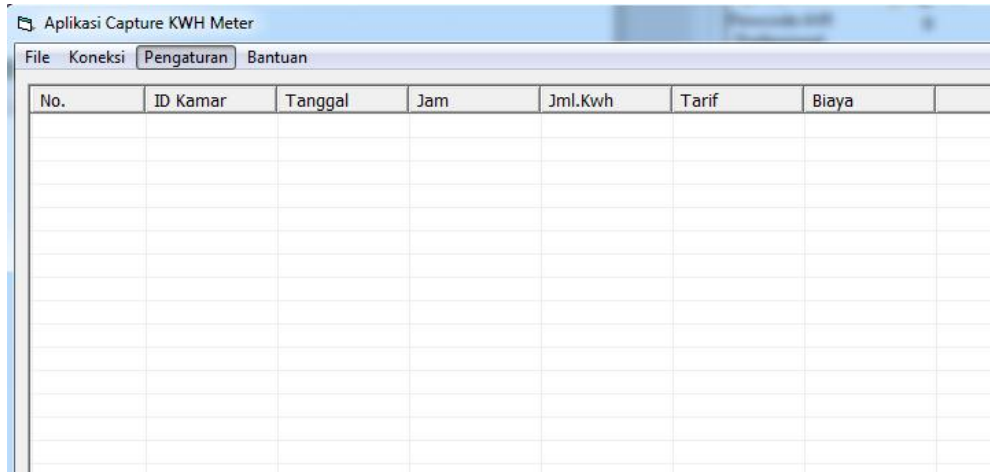 Aplikasi Capture KWH Meter
File Koneksi Pengaturan Bantuan
No. ID Kamar Tanggal Jam Jml.Kwh Tarif Biaya